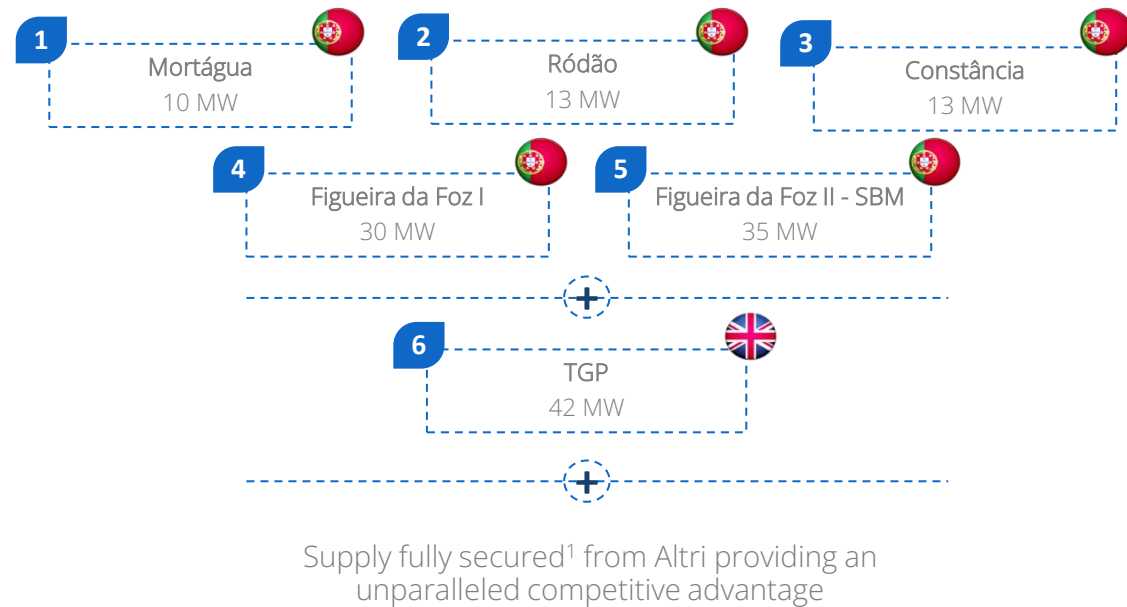 1
Mortágua
10 MW
2
Ródão
13 MW
3
Constância
13 MW
4
Figueira da Foz I
30 MW
5
Figueira da Foz II - SBM
35 MW
+
6
TGP
42 MW
+
Supply fully secured¹ from Altri providing an
unparalleled competitive advantage